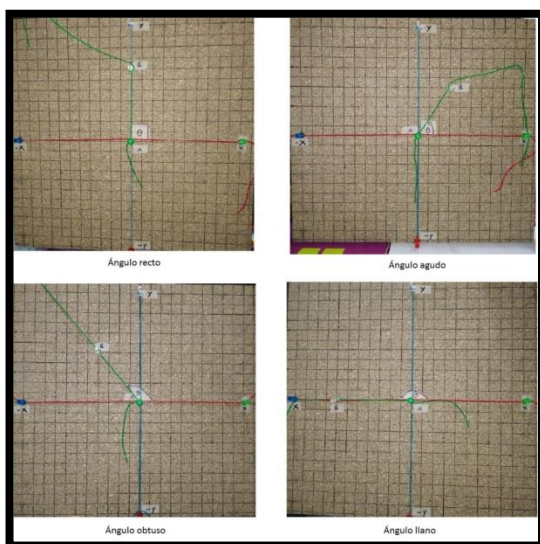 Y
B
θ
A
-X
X
-Y
Ángulo recto
Y
B
A
θ
-X
X
-Y
Ángulo agudo
Y
B
θ
-X
X
-Y
Ángulo obtuso
Y
-X
B
A
X
-Y
Ángulo llano